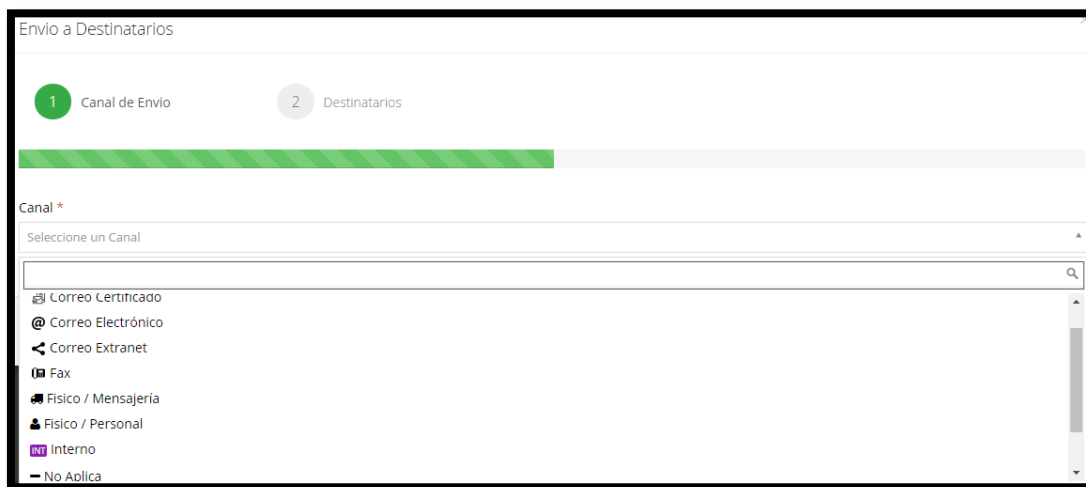 Envio a Destinatarios
1 Canal de Envio 2 Destinatarios
Canal *
Seleccione un Canal
Correo Certificado
@ Correo Electrónico
Correo Extranet
Fax
Fisico / Mensajería
Fisico / Personal
INT Interno
No Aplica